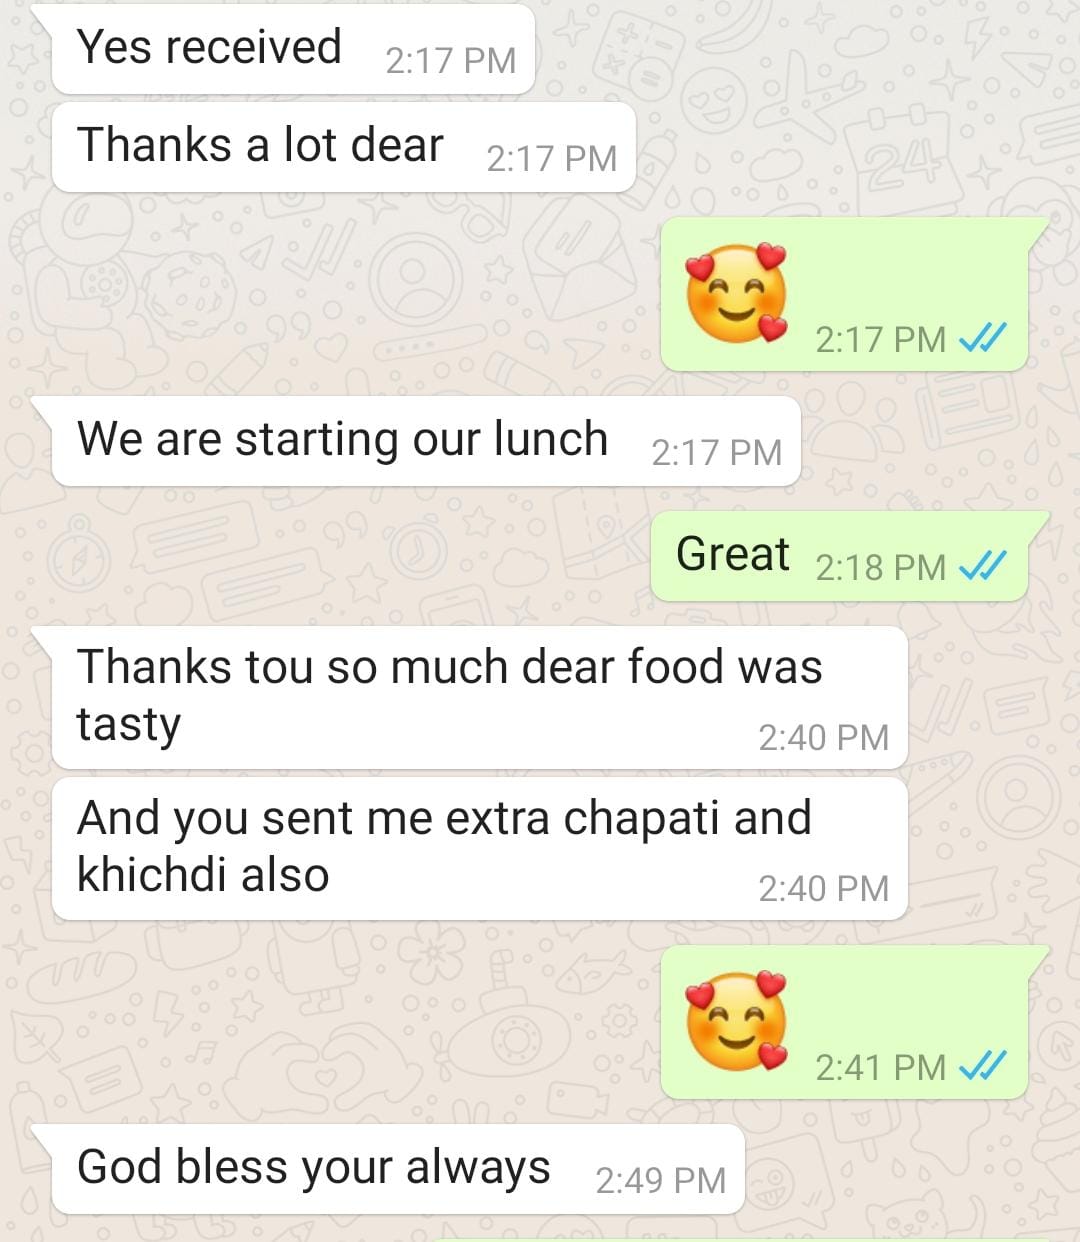 Yes received 2:17 PM
Thanks a lot dear 2:17 PM
🥰 2:17 PM
We are starting our lunch 2:17 PM
Great 2:18 PM
Thanks tou so much dear food was
tasty 2:40 PM
And you sent me extra chapati and
khichdi also 2:40 PM
🥰 2:41 PM
God bless your always 2:49 PM